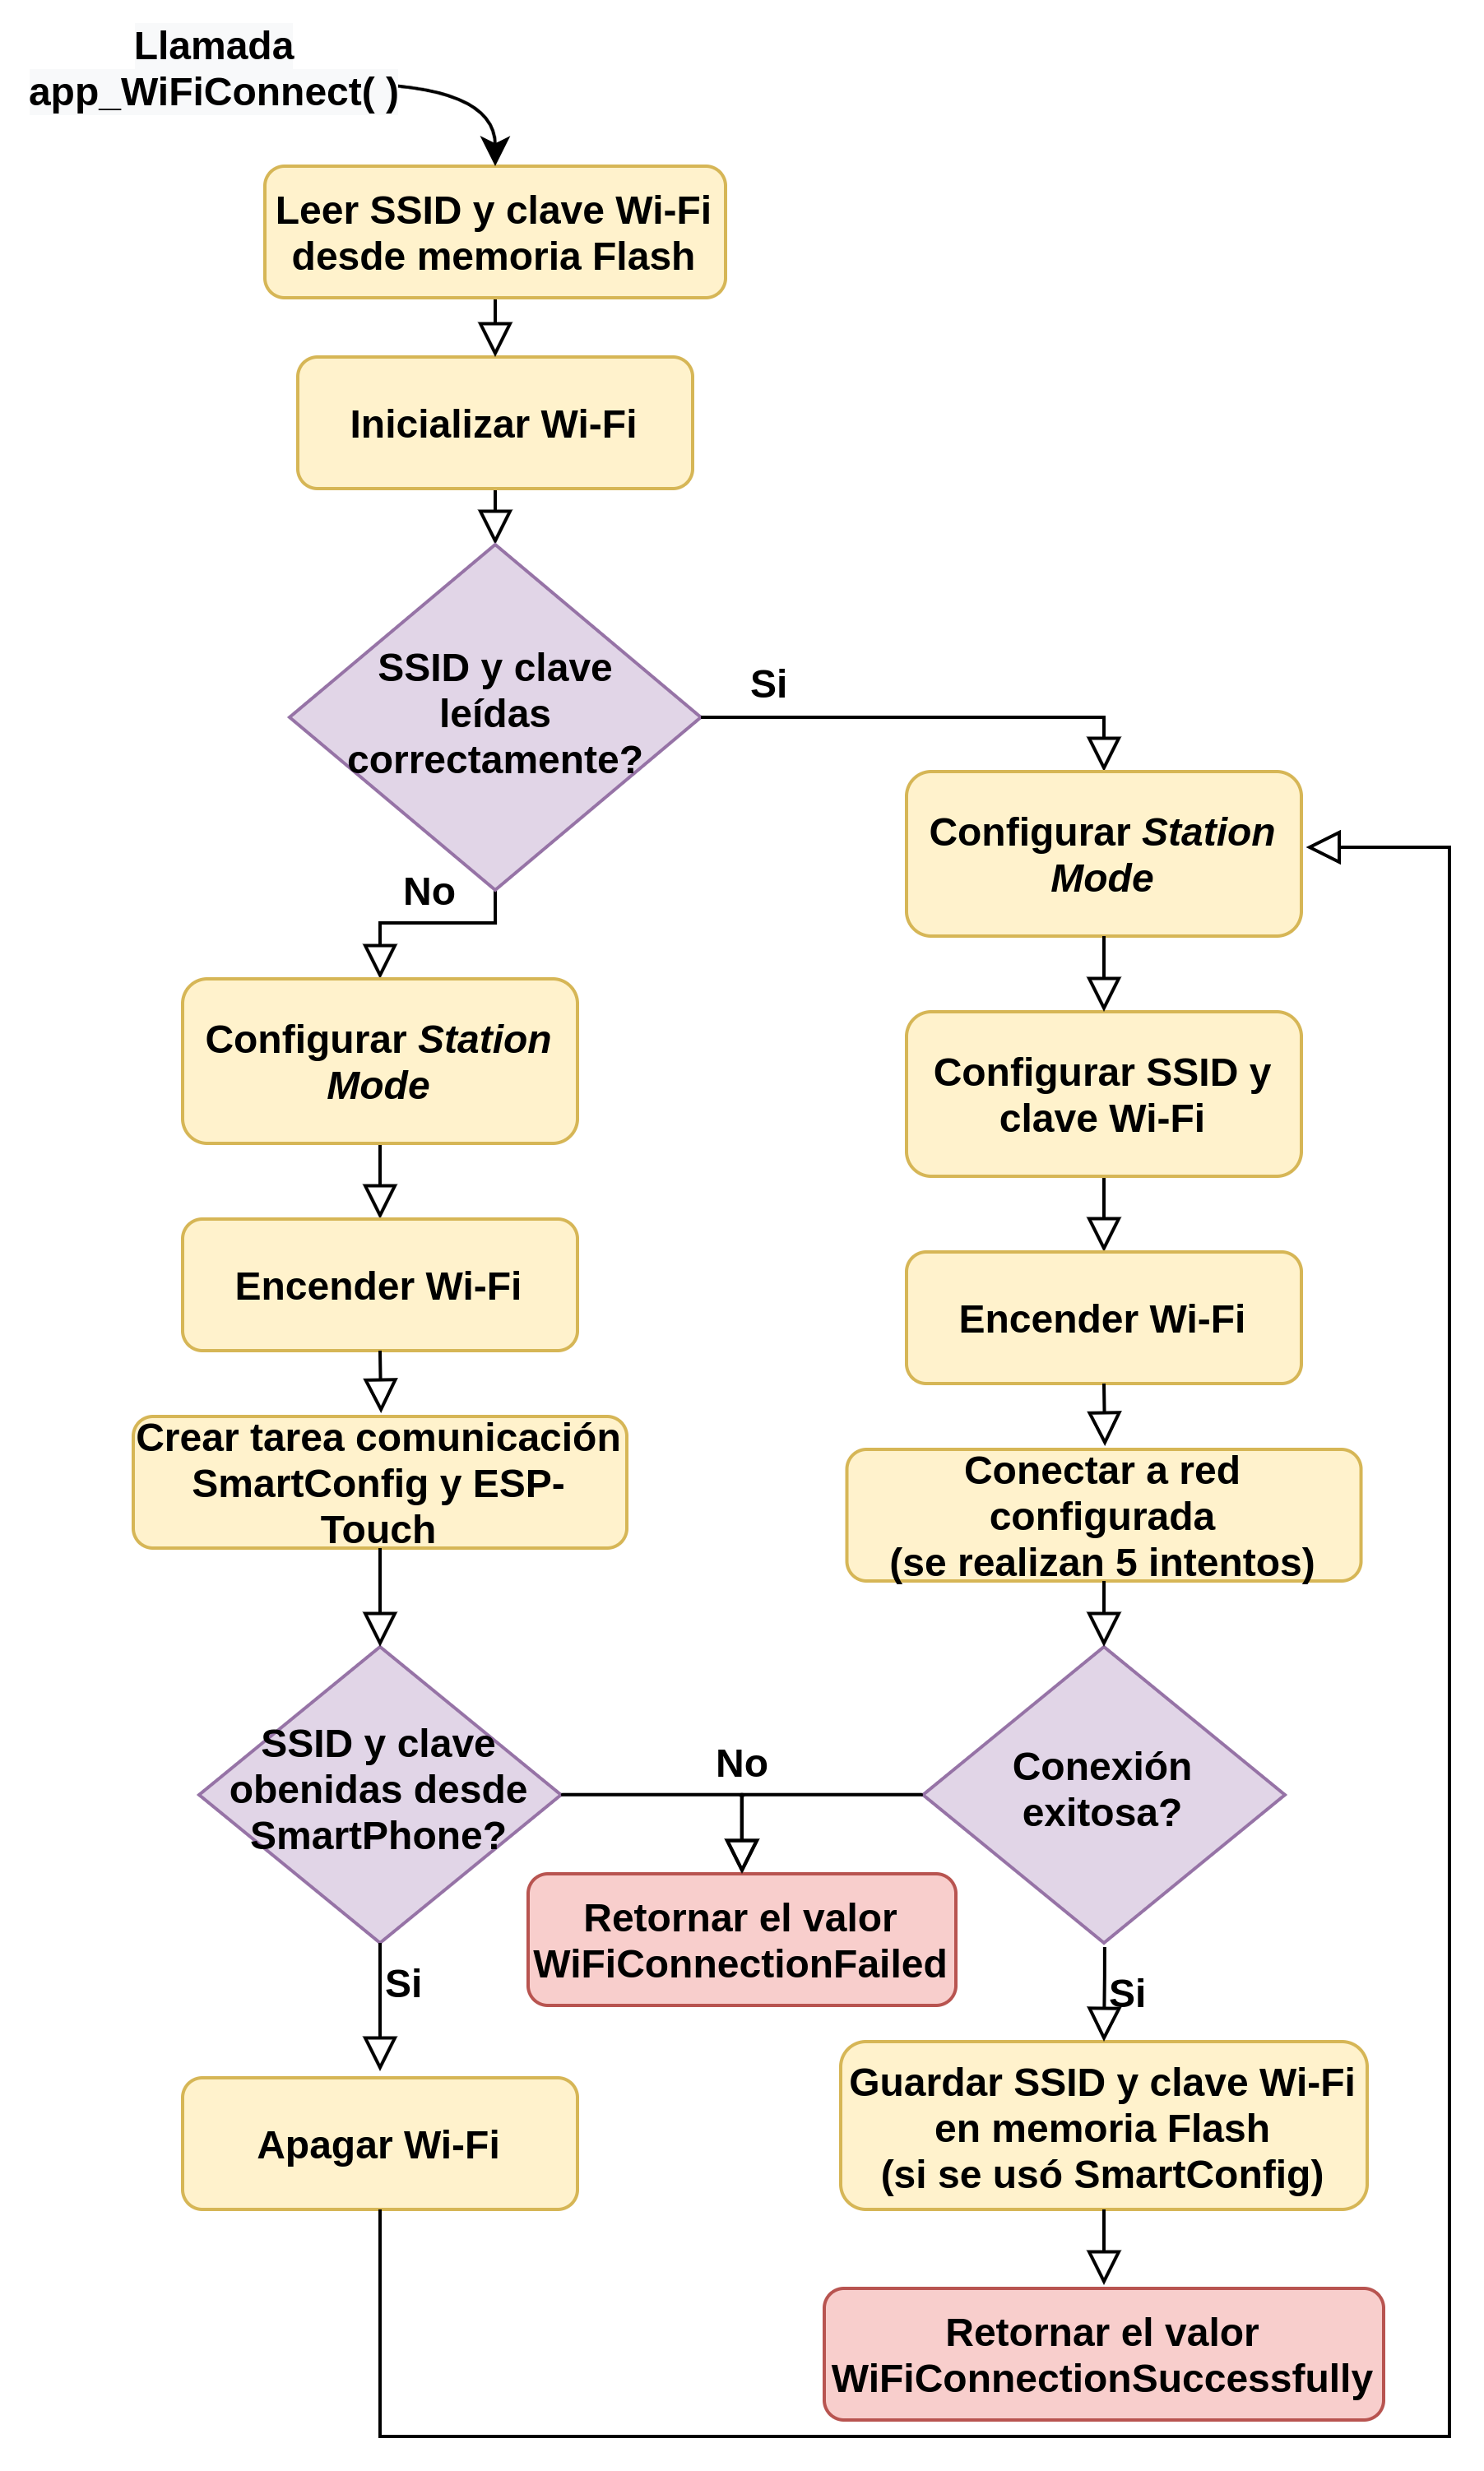 Llamada
app_WiFiConnect( )
Leer SSID y clave Wi-Fi
desde memoria Flash
Inicializar Wi-Fi
SSID y clave
leídas
correctamente?
Si
No
Configurar Station
Mode
Configurar Station
Mode
Configurar SSID y
clave Wi-Fi
Encender Wi-Fi
Encender Wi-Fi
Crear tarea comunicación
SmartConfig y ESP-
Touch
Conectar a red
configurada
(se realizan 5 intentos)
SSID y clave
obenidas desde
SmartPhone?
No
Conexión
exitosa?
Retornar el valor
WiFiConnectionFailed
Si
Si
Guardar SSID y clave Wi-Fi
en memoria Flash
(si se usó SmartConfig)
Apagar Wi-Fi
Retornar el valor
WiFiConnectionSuccessfully